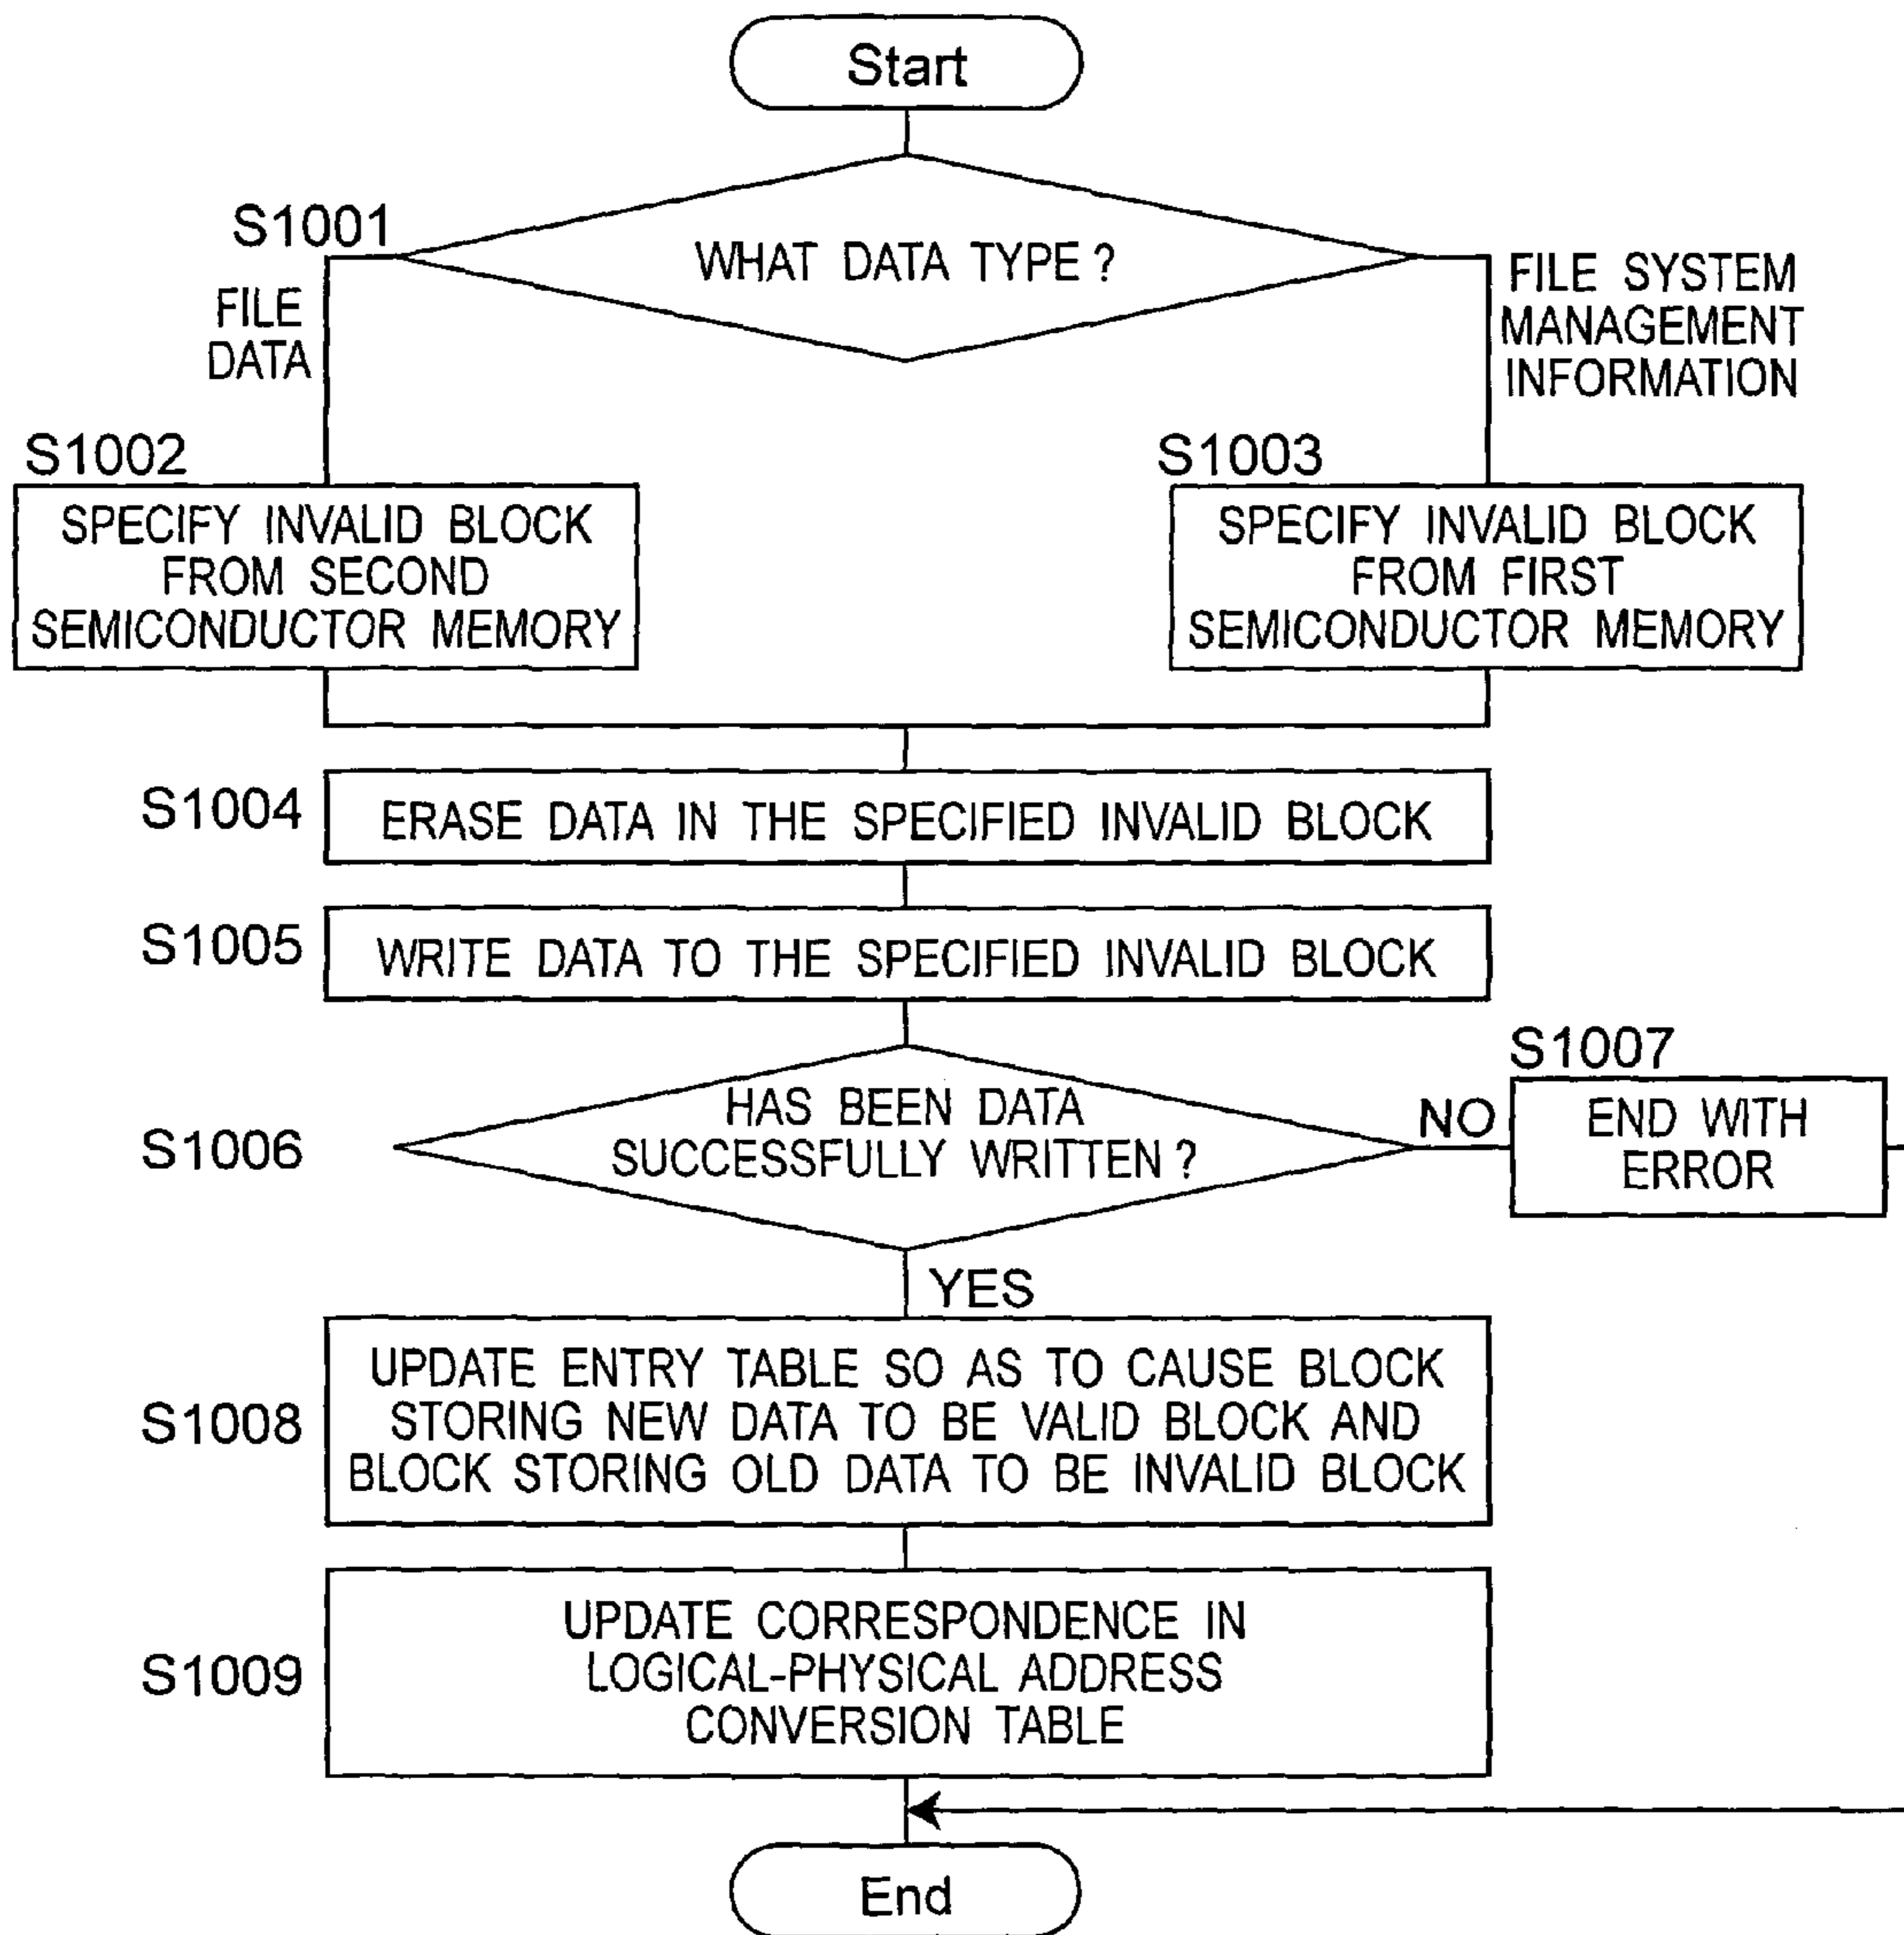 Start
S1001
WHAT DATA TYPE ?
FILE
DATA
FILE SYSTEM
MANAGEMENT
INFORMATION
S1002
SPECIFY INVALID BLOCK
FROM SECOND
SEMICONDUCTOR MEMORY
S1003
SPECIFY INVALID BLOCK
FROM FIRST
SEMICONDUCTOR MEMORY
S1004
ERASE DATA IN THE SPECIFIED INVALID BLOCK
S1005
WRITE DATA TO THE SPECIFIED INVALID BLOCK
S1006
HAS BEEN DATA
SUCCESSFULLY WRITTEN ?
NO
S1007
END WITH
ERROR
YES
S1008
UPDATE ENTRY TABLE SO AS TO CAUSE BLOCK
STORING NEW DATA TO BE VALID BLOCK AND
BLOCK STORING OLD DATA TO BE INVALID BLOCK
S1009
UPDATE CORRESPONDENCE IN
LOGICAL-PHYSICAL ADDRESS
CONVERSION TABLE
End